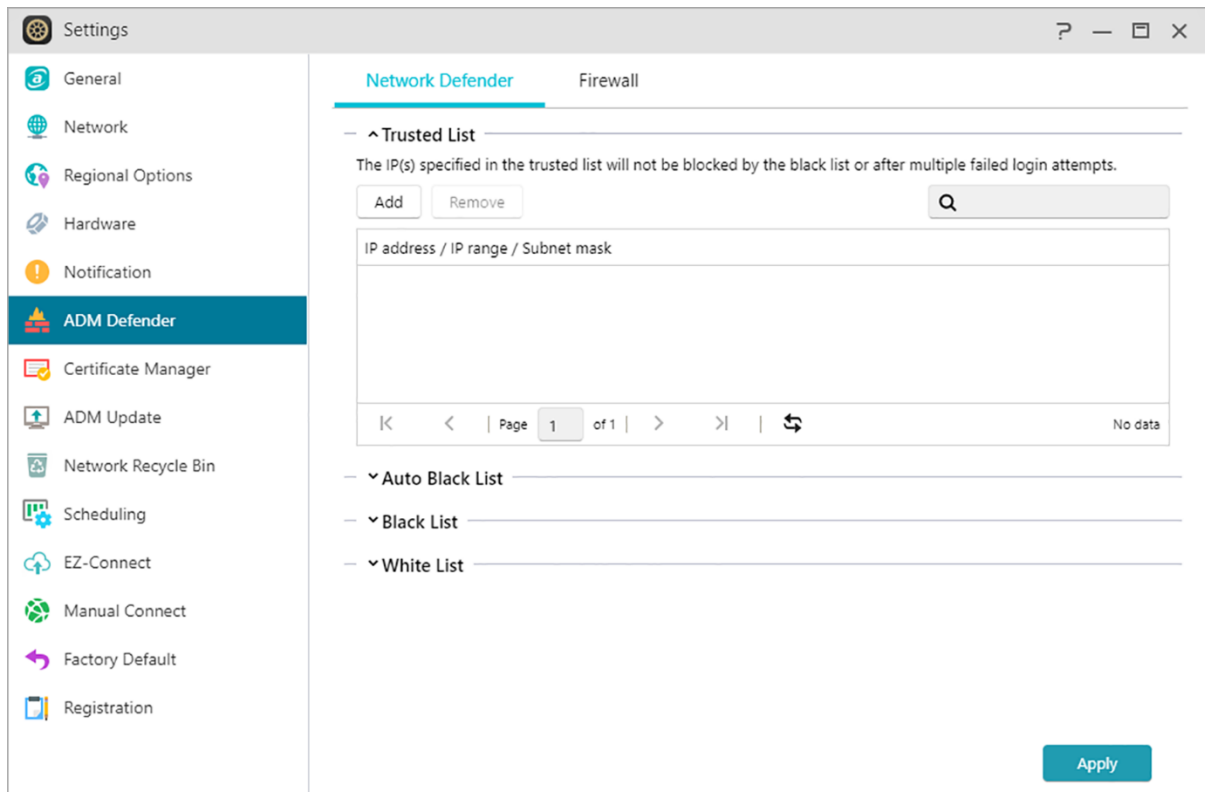 Settings
General
Network
Regional Options
Hardware
Notification
ADM Defender
Certificate Manager
ADM Update
Network Recycle Bin
Scheduling
EZ-Connect
Manual Connect
Factory Default
Registration
Network Defender
Firewall
Trusted List
The IP(s) specified in the trusted list will not be blocked by the black list or after multiple failed login attempts.
Add
Remove
IP address / IP range / Subnet mask
Page 1 of 1
No data
Auto Black List
Black List
White List
Apply